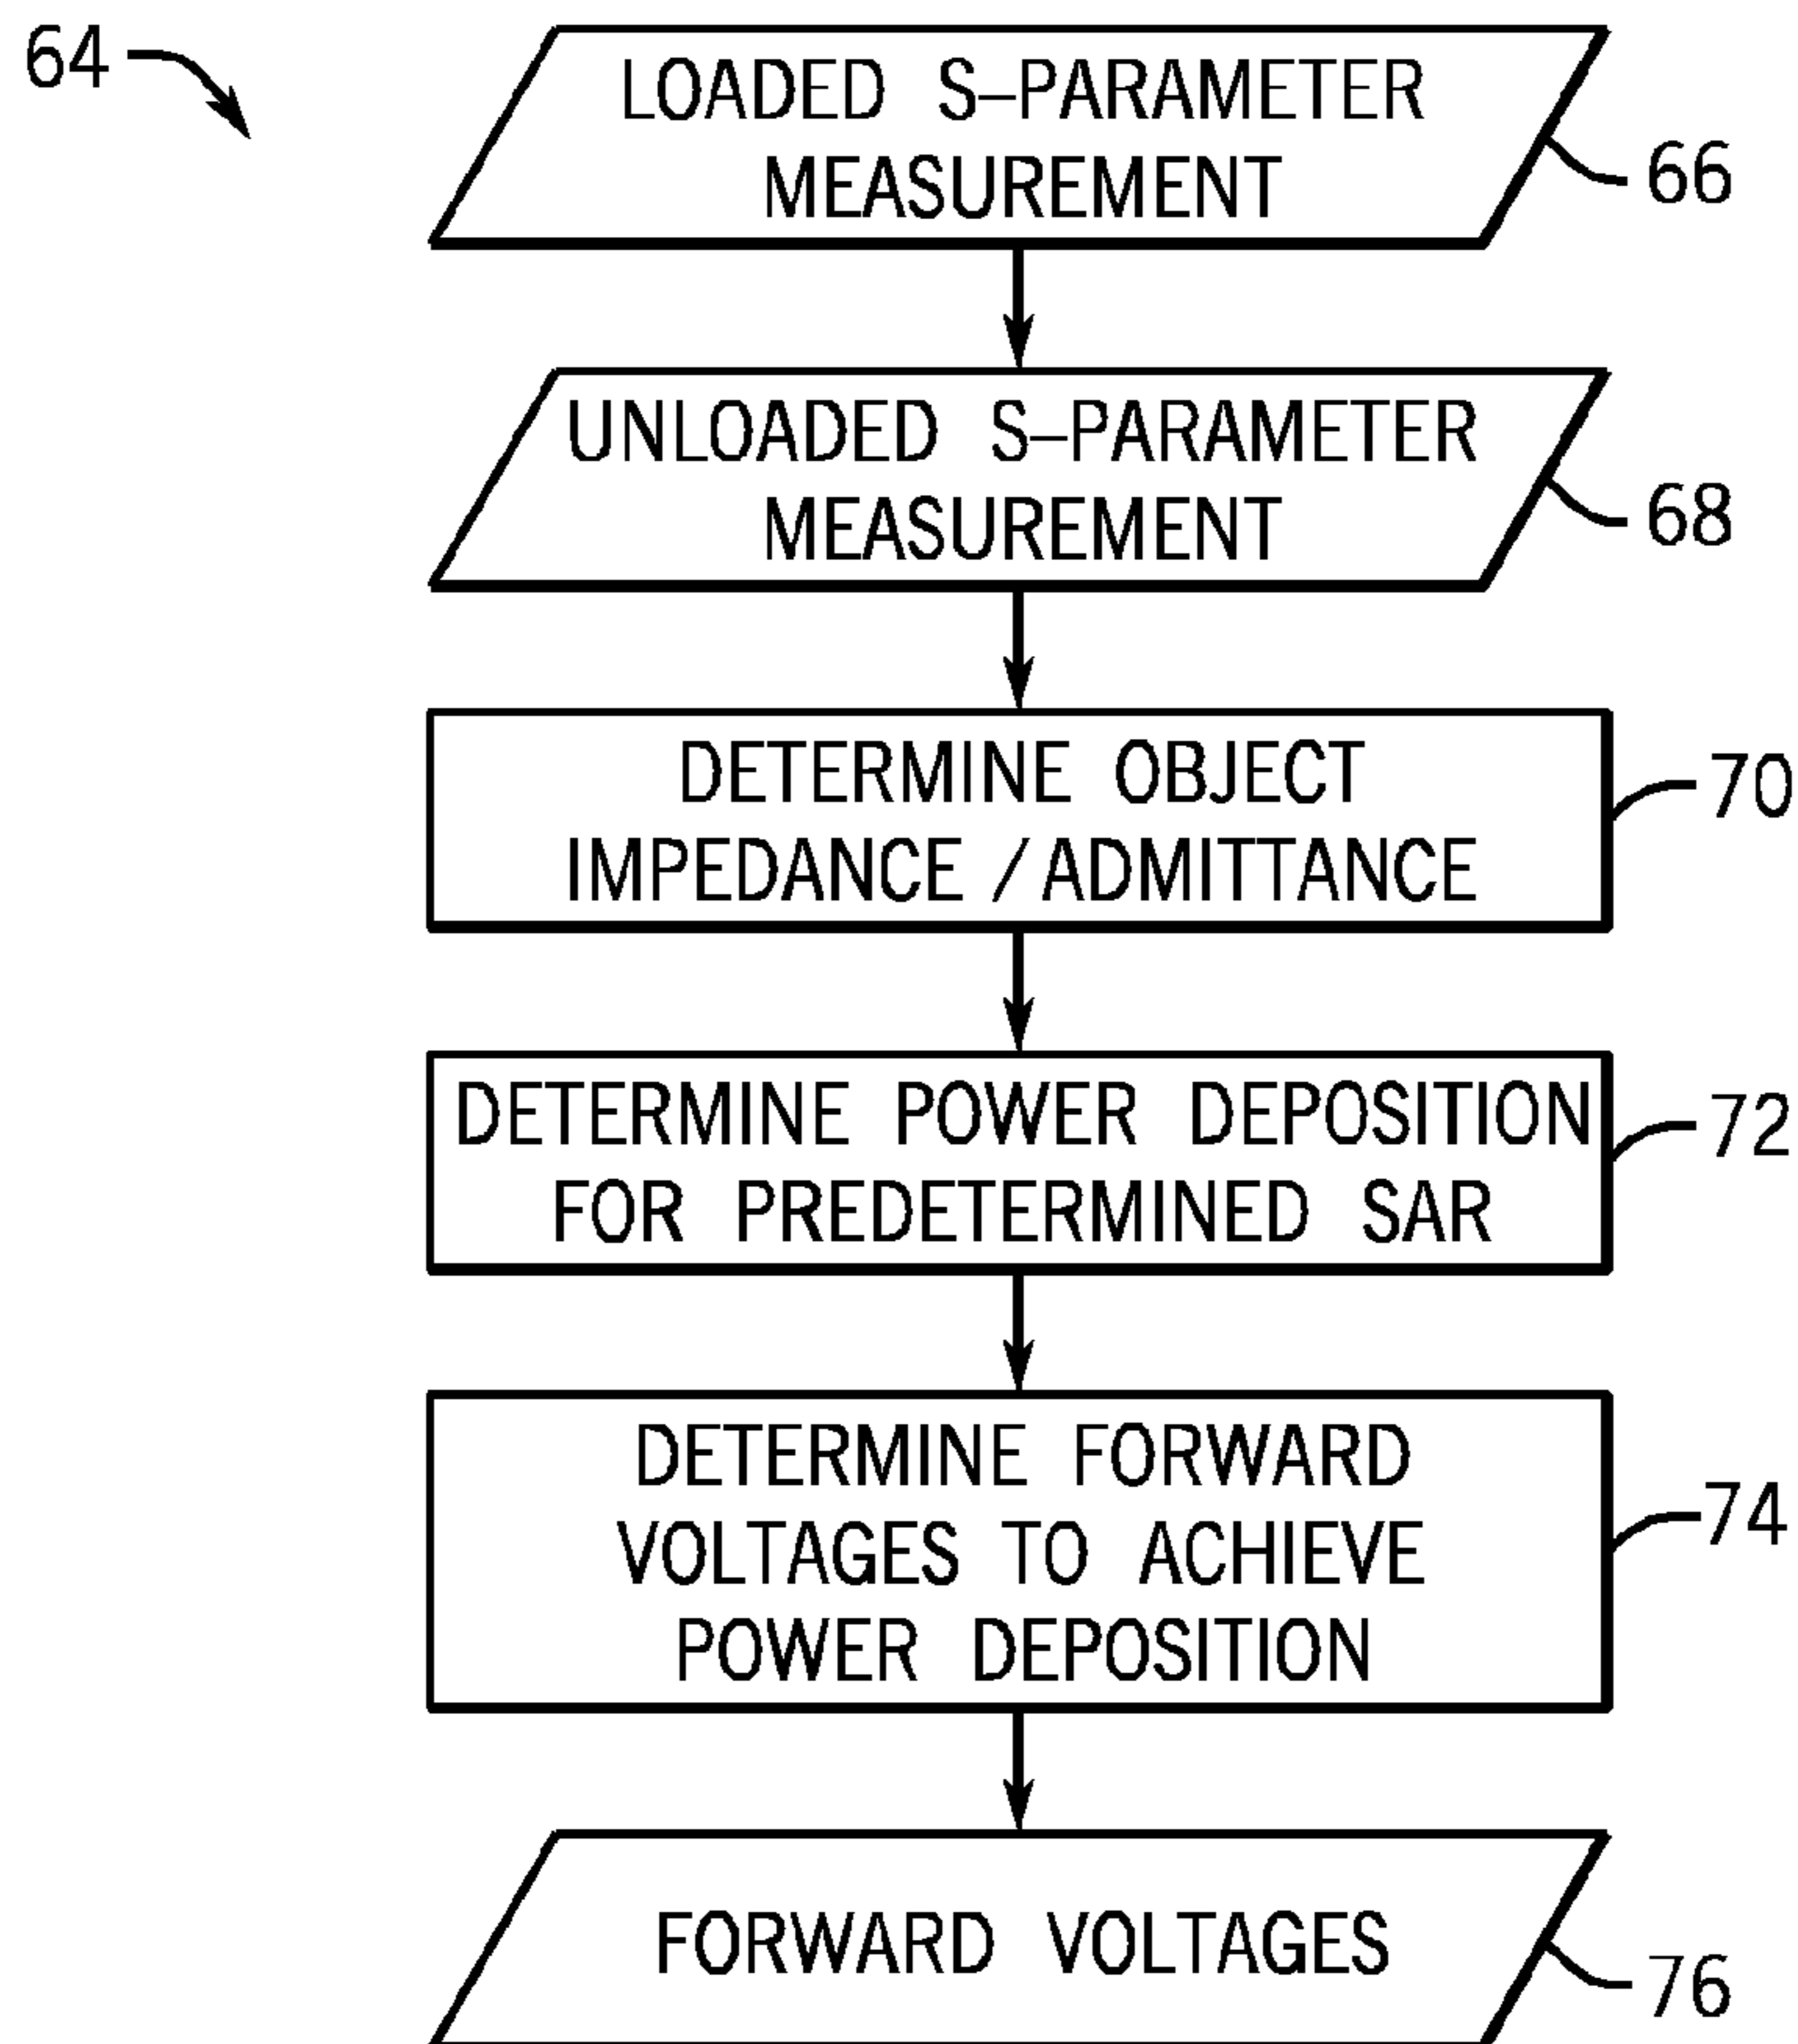 64
LOADED S-PARAMETER
MEASUREMENT
66
UNLOADED S-PARAMETER
MEASUREMENT
68
DETERMINE OBJECT
IMPEDANCE/ADMITTANCE
70
DETERMINE POWER DEPOSITION
FOR PREDETERMINED SAR
72
DETERMINE FORWARD
VOLTAGES TO ACHIEVE
POWER DEPOSITION
74
FORWARD VOLTAGES
76